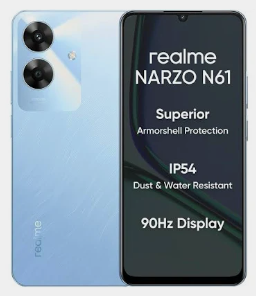 realme
NARZO N61
Superior
Armorshell Protection
IP54
Dust & Water Resistant
90Hz Display
realme